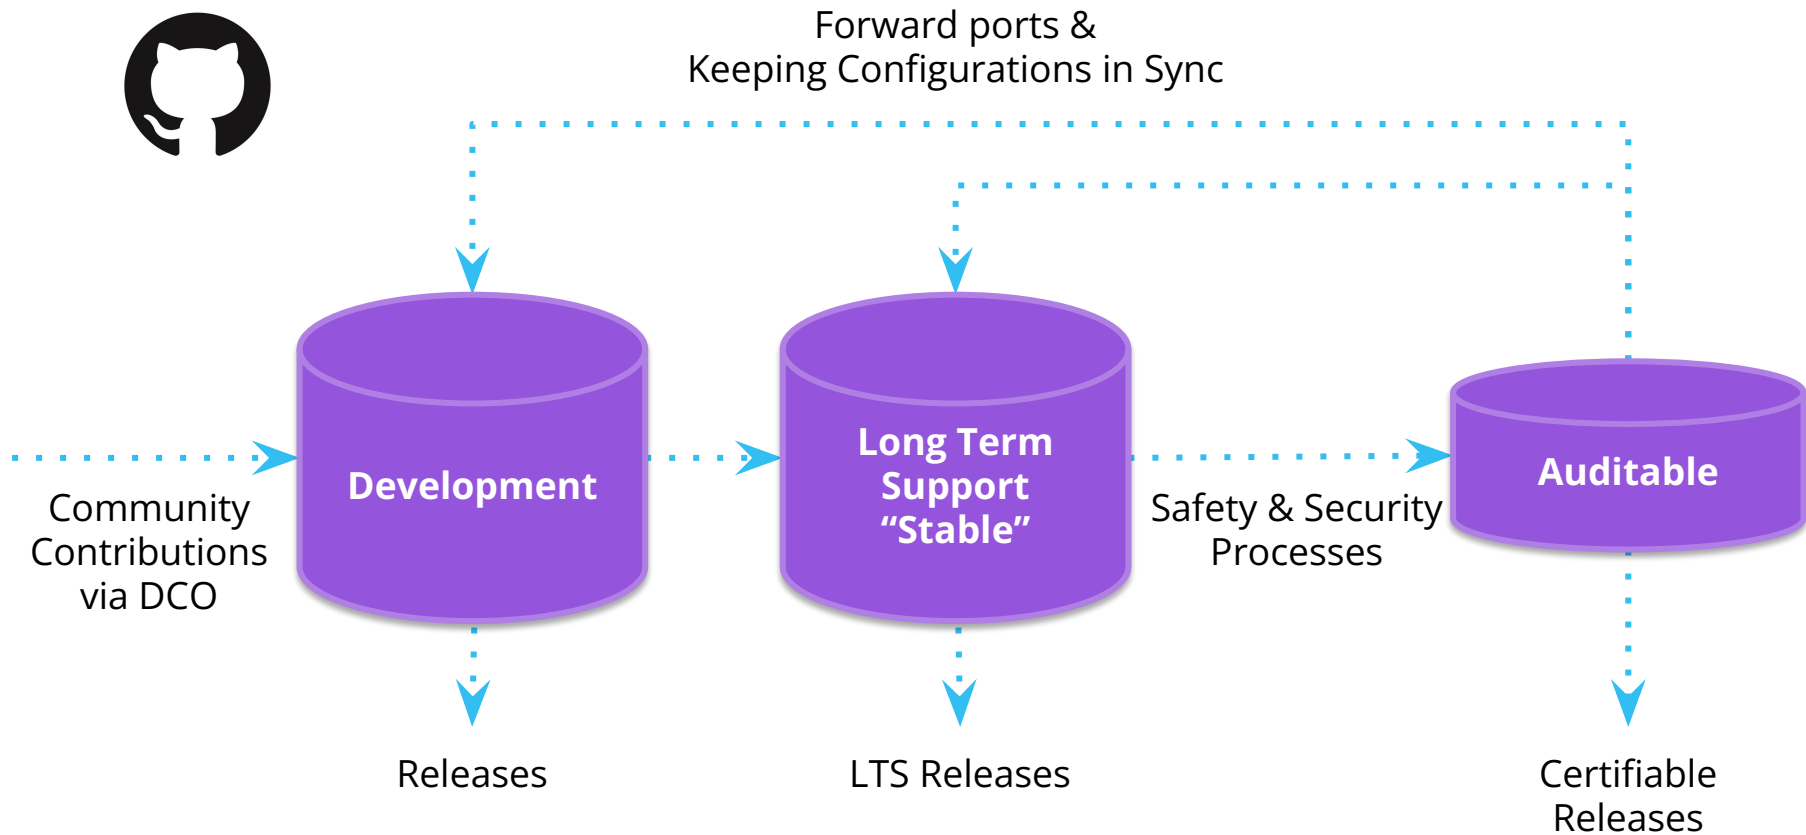 Forward ports &
Keeping Configurations in Sync
Development
Long Term
Support
“Stable”
Auditable
Community
Contributions
via DCO
Safety & Security
Processes
Releases
LTS Releases
Certifiable
Releases